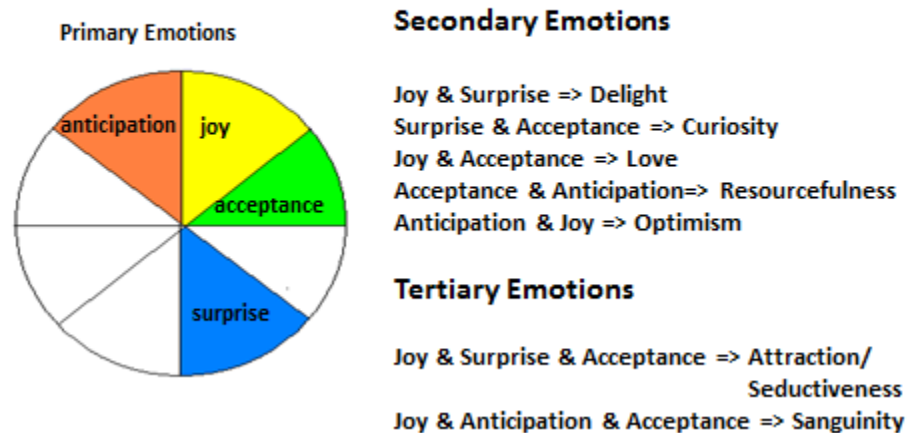 Primary Emotions
anticipation
joy
acceptance
surprise
Secondary Emotions
Joy & Surprise => Delight
Surprise & Acceptance => Curiosity
Joy & Acceptance => Love
Acceptance & Anticipation=> Resourcefulness
Anticipation & Joy => Optimism
Tertiary Emotions
Joy & Surprise & Acceptance => Attraction/
Seductiveness
Joy & Anticipation & Acceptance => Sanguinity